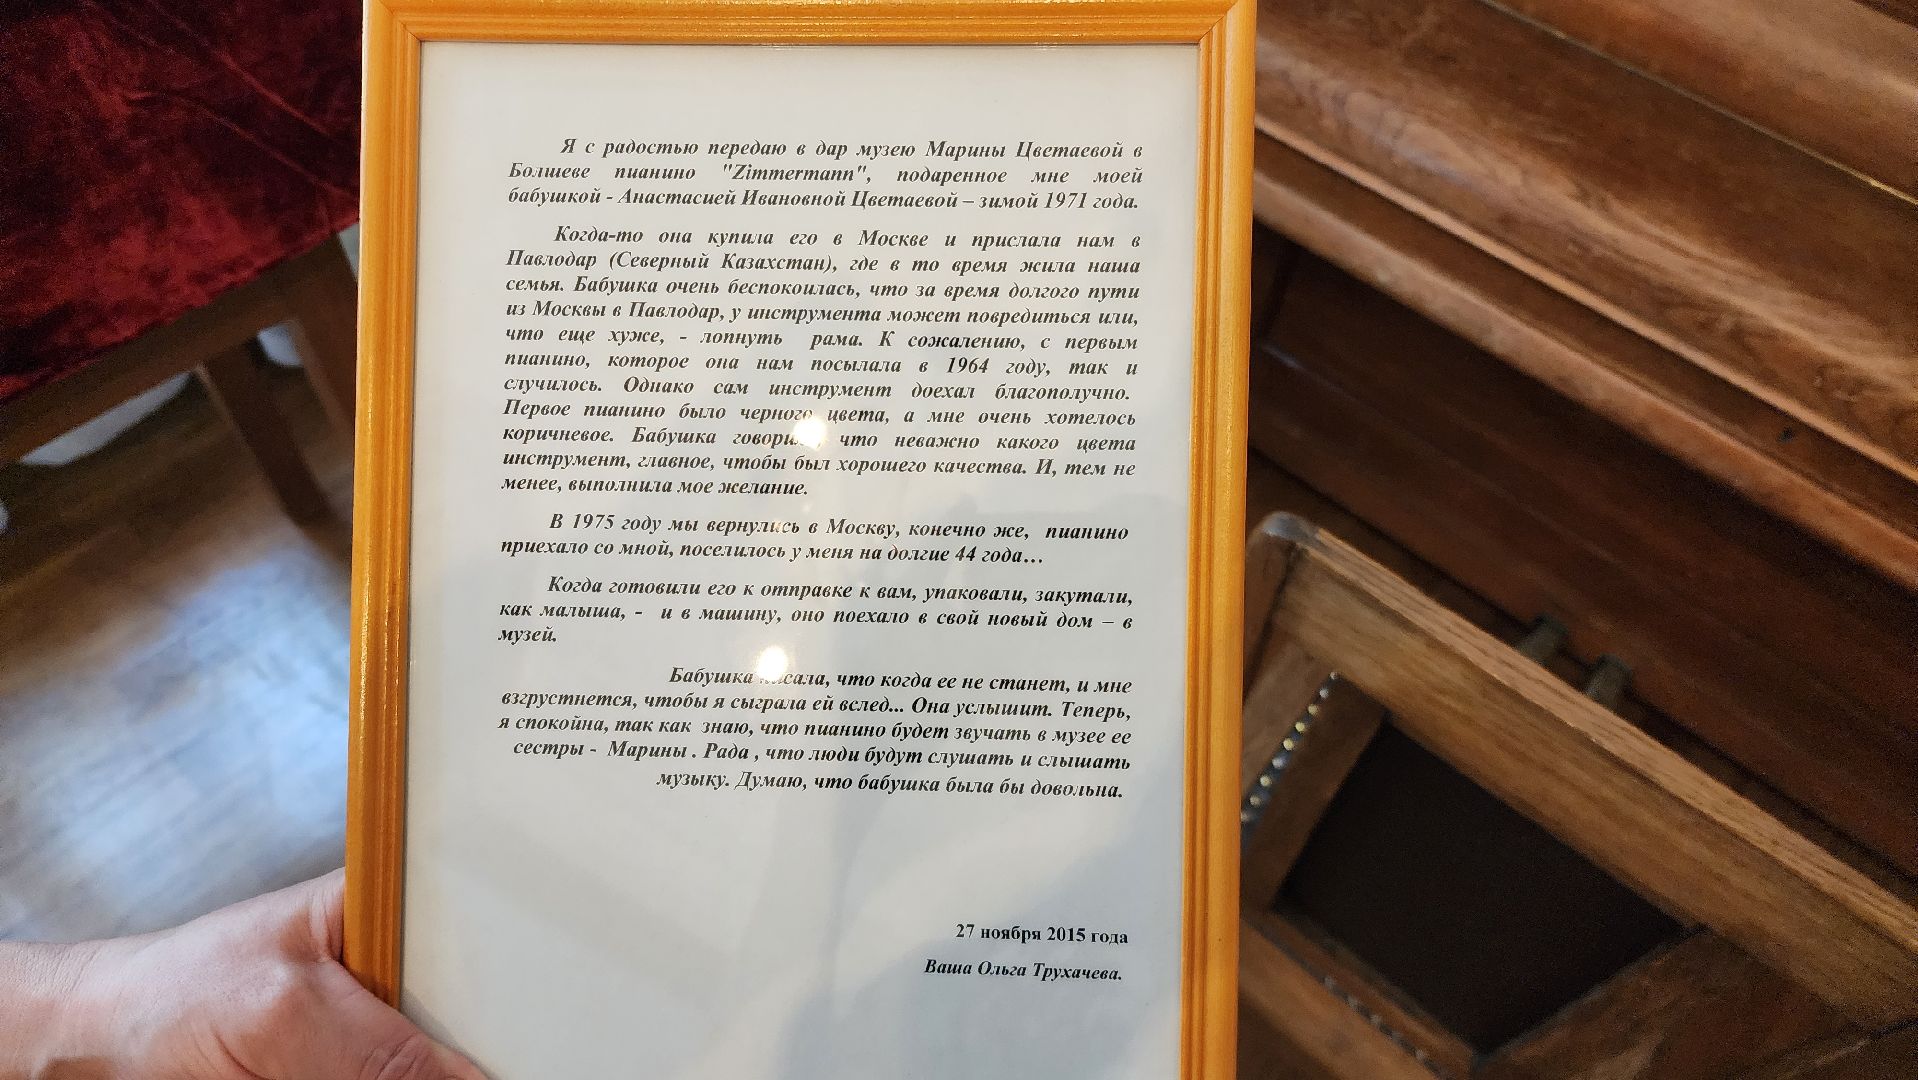 Я с радостью передаю в дар музею Марины Цветаевой в
Болшеве пианино "Zimmermann", подаренное мне моей
бабушкой - Анастасией Ивановной Цветаевой – зимой 1971 года.
Когда-то она купила его в Москве и прислала нам в
Павлодар (Северный Казахстан), где в то время жила наша
семья. Бабушка очень беспокоилась, что за время долгого пути
из Москвы в Павлодар, у инструмента может повредиться или,
что еще хуже, - лопнуть рама. К сожалению, с первым
пианино, которое она нам посылала в 1964 году, так и
случилось. Однако сам инструмент доехал благополучно.
Первое пианино было черного цвета, а мне очень хотелось
коричневое. Бабушка что неважно какого цвета
инструмент, главное, чтобы был хорошего качества. И, тем не
менее, выполнила мое желание.
В 1975 году мы вернулись в Москву, конечно же, пианино
приехало со мной, поселилось у меня на долгие 44 года...
Когда готовили его к отправке к вам, упаковали, закутали,
как малыша, - и в машину, оно поехало в свой новый дом – в
музей.
Бабушка что когда ее не станет, и мне
взгрустнется, чтобы я сыграла ей вслед... Она услышит. Теперь,
я спокойна, так как знаю, что пианино будет звучать в музее ее
сестры - Марины . Рада , что люди будут слушать и слышать
музыку. Думаю, что бабушка была бы довольна.
27 ноября 2015 года
Ваша Ольга Трухачева.